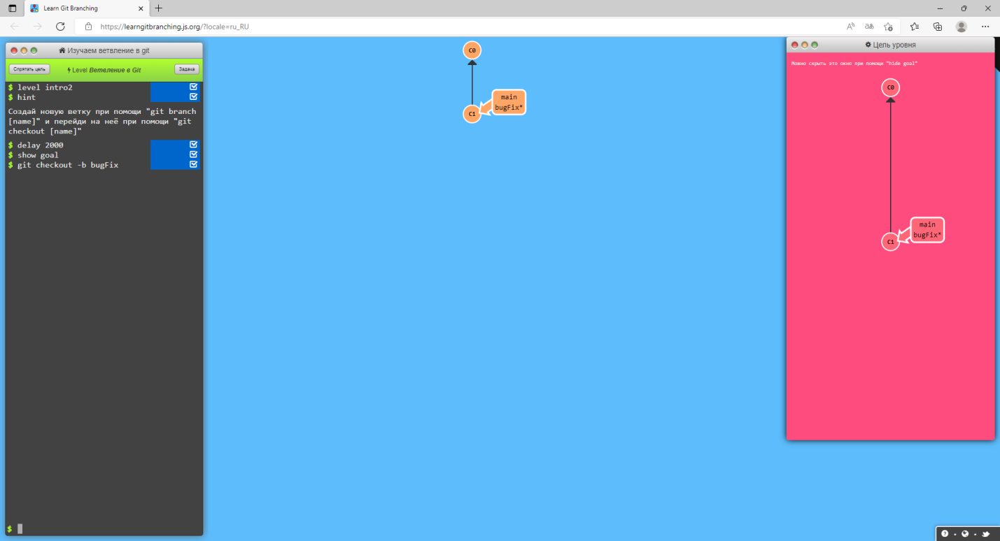 Learn Git Branching
https://learngitbranching.js.org/?locale=ru_RU
Изучаем ветвление в git
Спрятать цель
Level Ветвление в Git
Задача
$ level intro2
$ hint
Создай новую ветку при помощи "git branch
[name]" и перейди на неё при помощи "git
checkout [name]"
$ delay 2000
$ show goal
$ git checkout -b bugFix
$
C0
main
bugFix*
C1
Цель уровня
Можно скрыть это окно при помощи "hide goal"
C0
main
bugFix*
C1